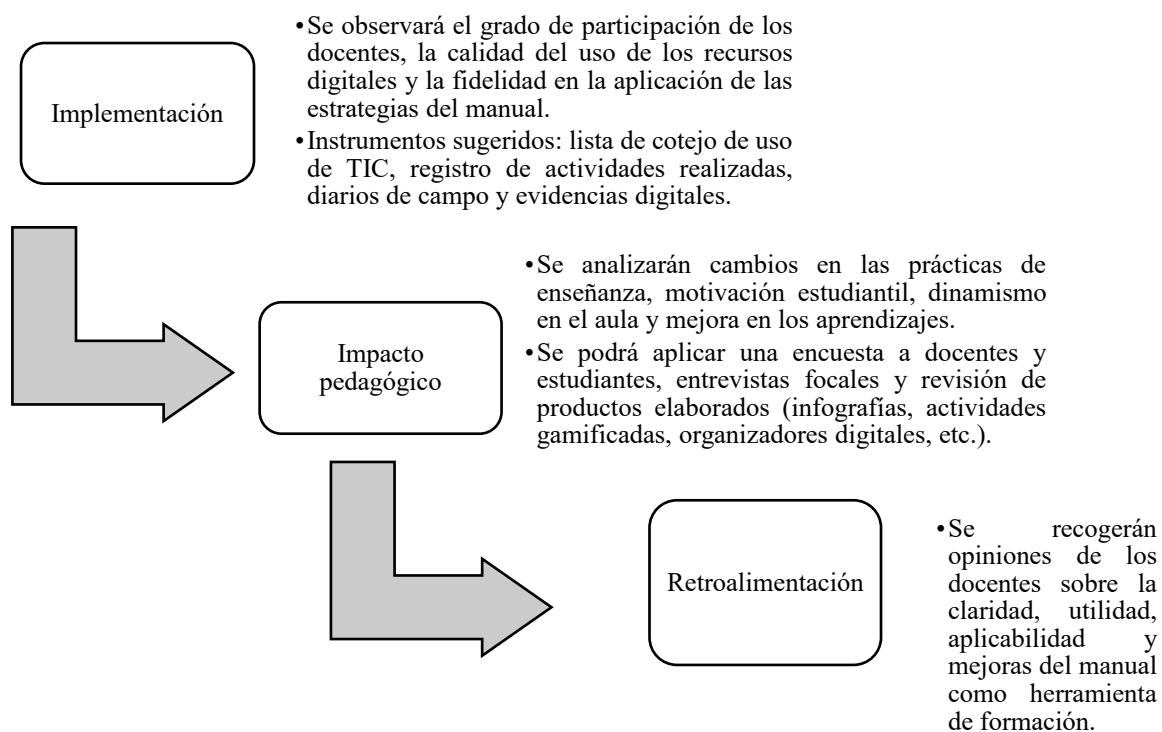 Implementación
•Se observará el grado de participación de los
docentes, la calidad del uso de los recursos
digitales y la fidelidad en la aplicación de las
estrategias del manual.
•Instrumentos sugeridos: lista de cotejo de uso
de TIC, registro de actividades realizadas,
diarios de campo y evidencias digitales.
Impacto
pedagógico
•Se analizarán cambios en las prácticas de
enseñanza, motivación estudiantil, dinamismo
en el aula y mejora en los aprendizajes.
•Se podrá aplicar una encuesta a docentes y
estudiantes, entrevistas focales y revisión de
productos elaborados (infografías, actividades
gamificadas, organizadores digitales, etc.).
Retroalimentación
•Se recogerán
opiniones de los
docentes sobre la
claridad, utilidad,
aplicabilidad y
mejoras del manual
como herramienta
de formación.